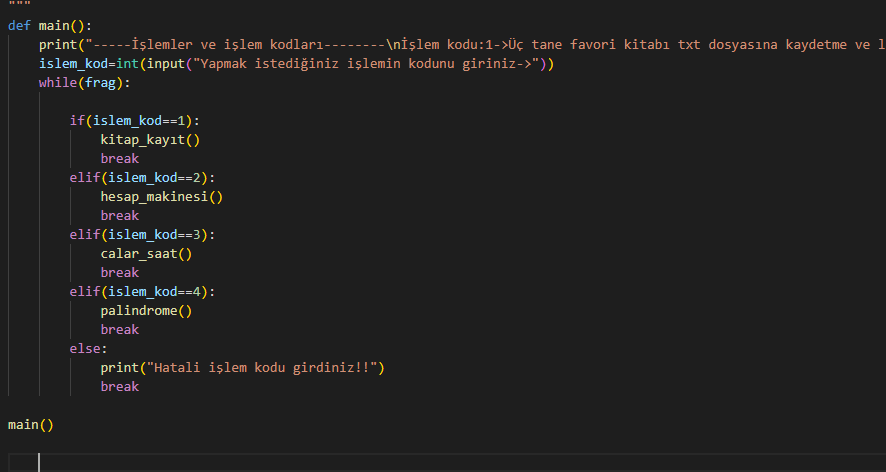 """
def main():
    print("-----İşlemler ve işlem kodları--------\nİşlem kodu:1->Üç tane favori kitabı txt dosyasına kaydetme ve l
    islem_kod=int(input("Yapmak istediğiniz işlemin kodunu giriniz->"))
    while(frag):
        if(islem_kod==1):
            kitap_kayıt()
            break
        elif(islem_kod==2):
            hesap_makinesi()
            break
        elif(islem_kod==3):
            calar_saat()
            break
        elif(islem_kod==4):
            palindrome()
            break
        else:
            print("Hatali işlem kodu girdiniz!!")
            break
main()